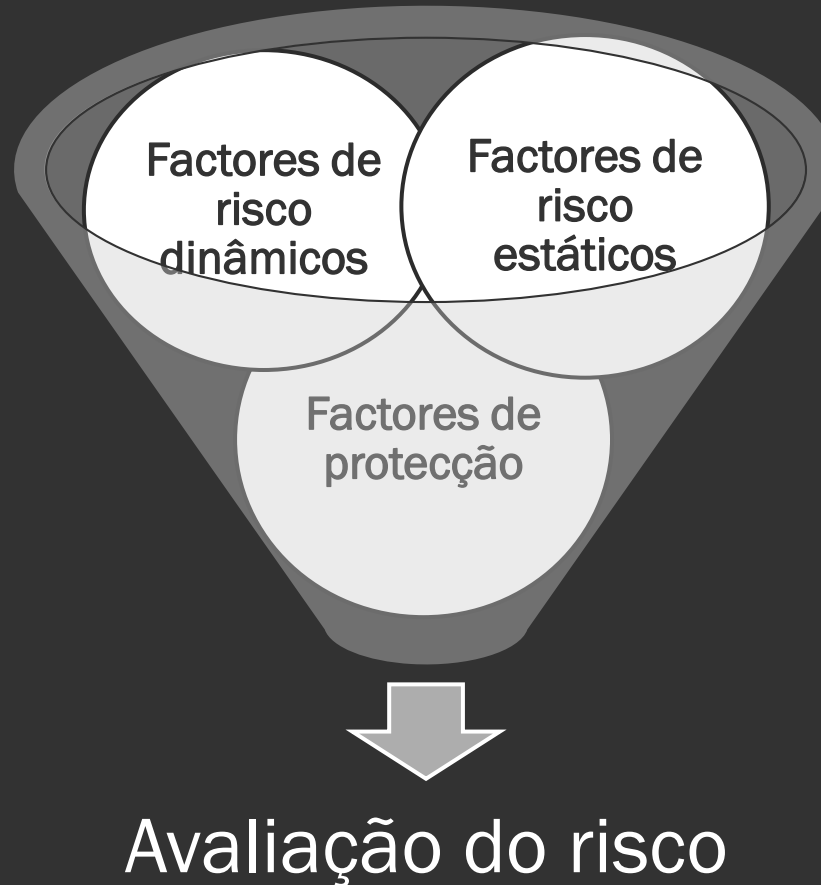 Factores de
risco
dinâmicos
Factores de
risco
estáticos
Factores de
protecção
Avaliação do risco